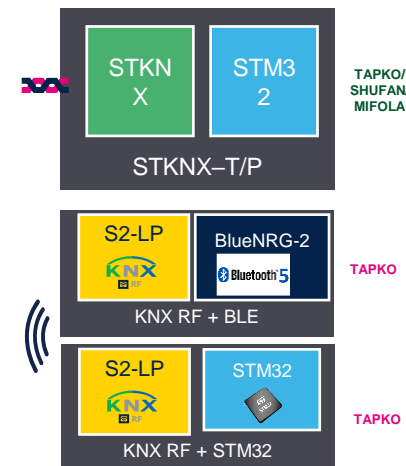 STKN
X
STM3
2
TAPKO/
SHUFAN/
MIFOLA
STKNX–T/P
S2-LP
KNX
RF
BlueNRG-2
Bluetooth 5
TAPKO
KNX RF + BLE
S2-LP
KNX
RF
STM32
TAPKO
KNX RF + STM32